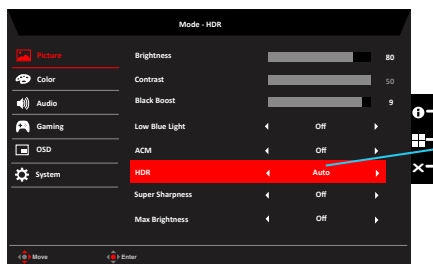 Mode - HDR
Picture
Brightness 80
Color
Contrast 50
Audio
Black Boost 9
Gaming
Low Blue Light Off
OSD
ACM Off
System
HDR Auto
Super Sharpness Off
Max Brightness Off
Move Enter